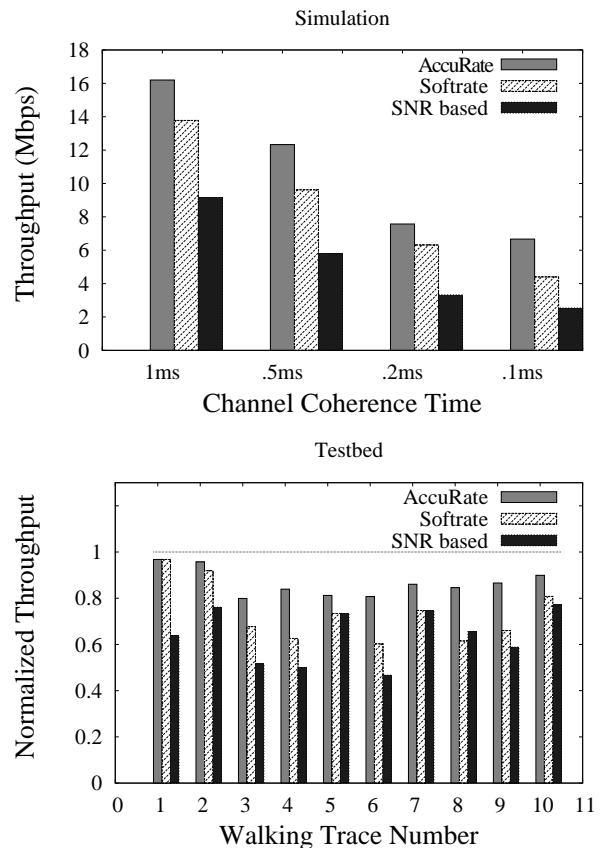 Simulation
18
16
14
12
10
8
6
4
2
0
Throughput (Mbps)
AccuRate
Softrate
SNR based
1ms .5ms .2ms .1ms
Channel Coherence Time
Testbed
1
0.8
0.6
0.4
0.2
0
Normalized Throughput
AccuRate
Softrate
SNR based
0 1 2 3 4 5 6 7 8 9 10 11
Walking Trace Number